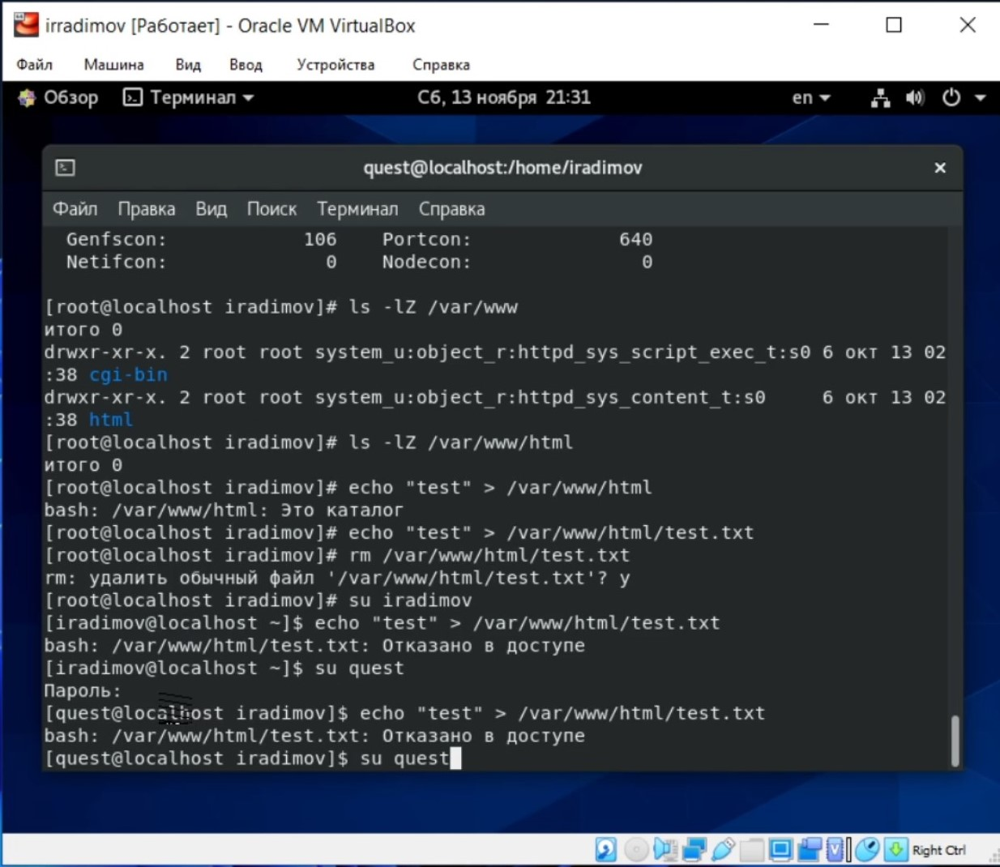 irradimov [Работает] - Oracle VM VirtualBox
Файл Машина Вид Ввод Устройства Справка
Обзор Терминал Сб, 13 ноября 21:31 en
quest@localhost:/home/iradimov
Файл Правка Вид Поиск Терминал Справка
Genfscon: 106 Portcon: 640
Netifcon: 0 Nodecon: 0
[root@localhost iradimov]# ls -lZ /var/www
итого 0
drwxr-xr-x. 2 root root system_u:object_r:httpd_sys_script_exec_t:s0 6 окт 13 02
:38 cgi-bin
drwxr-xr-x. 2 root root system_u:object_r:httpd_sys_content_t:s0 6 окт 13 02
:38 html
[root@localhost iradimov]# ls -lZ /var/www/html
итого 0
[root@localhost iradimov]# echo "test" > /var/www/html
bash: /var/www/html: Это каталог
[root@localhost iradimov]# echo "test" > /var/www/html/test.txt
[root@localhost iradimov]# rm /var/www/html/test.txt
rm: удалить обычный файл '/var/www/html/test.txt'? y
[root@localhost iradimov]# su iradimov
[iradimov@localhost ~]$ echo "test" > /var/www/html/test.txt
bash: /var/www/html/test.txt: Отказано в доступе
[iradimov@localhost ~]$ su quest
Пароль:
[quest@localhost iradimov]$ echo "test" > /var/www/html/test.txt
bash: /var/www/html/test.txt: Отказано в доступе
[quest@localhost iradimov]$ su quest
Right Ctrl